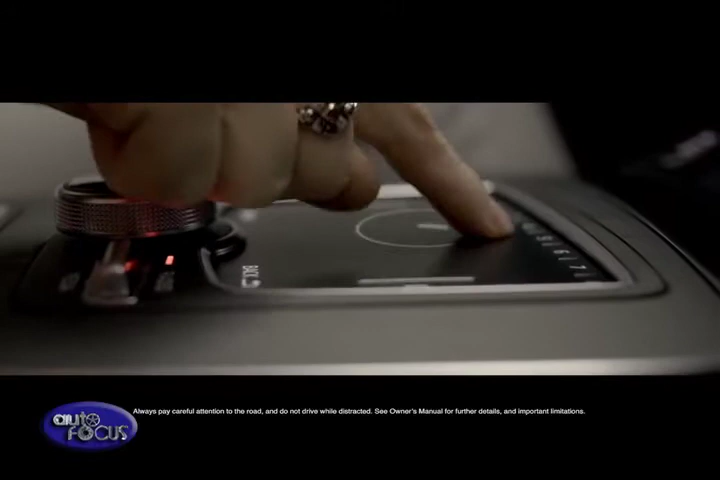 BACK
auto
FOCUS
Always pay careful attention to the road, and do not drive while distracted. See Owner's Manual for further details, and important limitations.